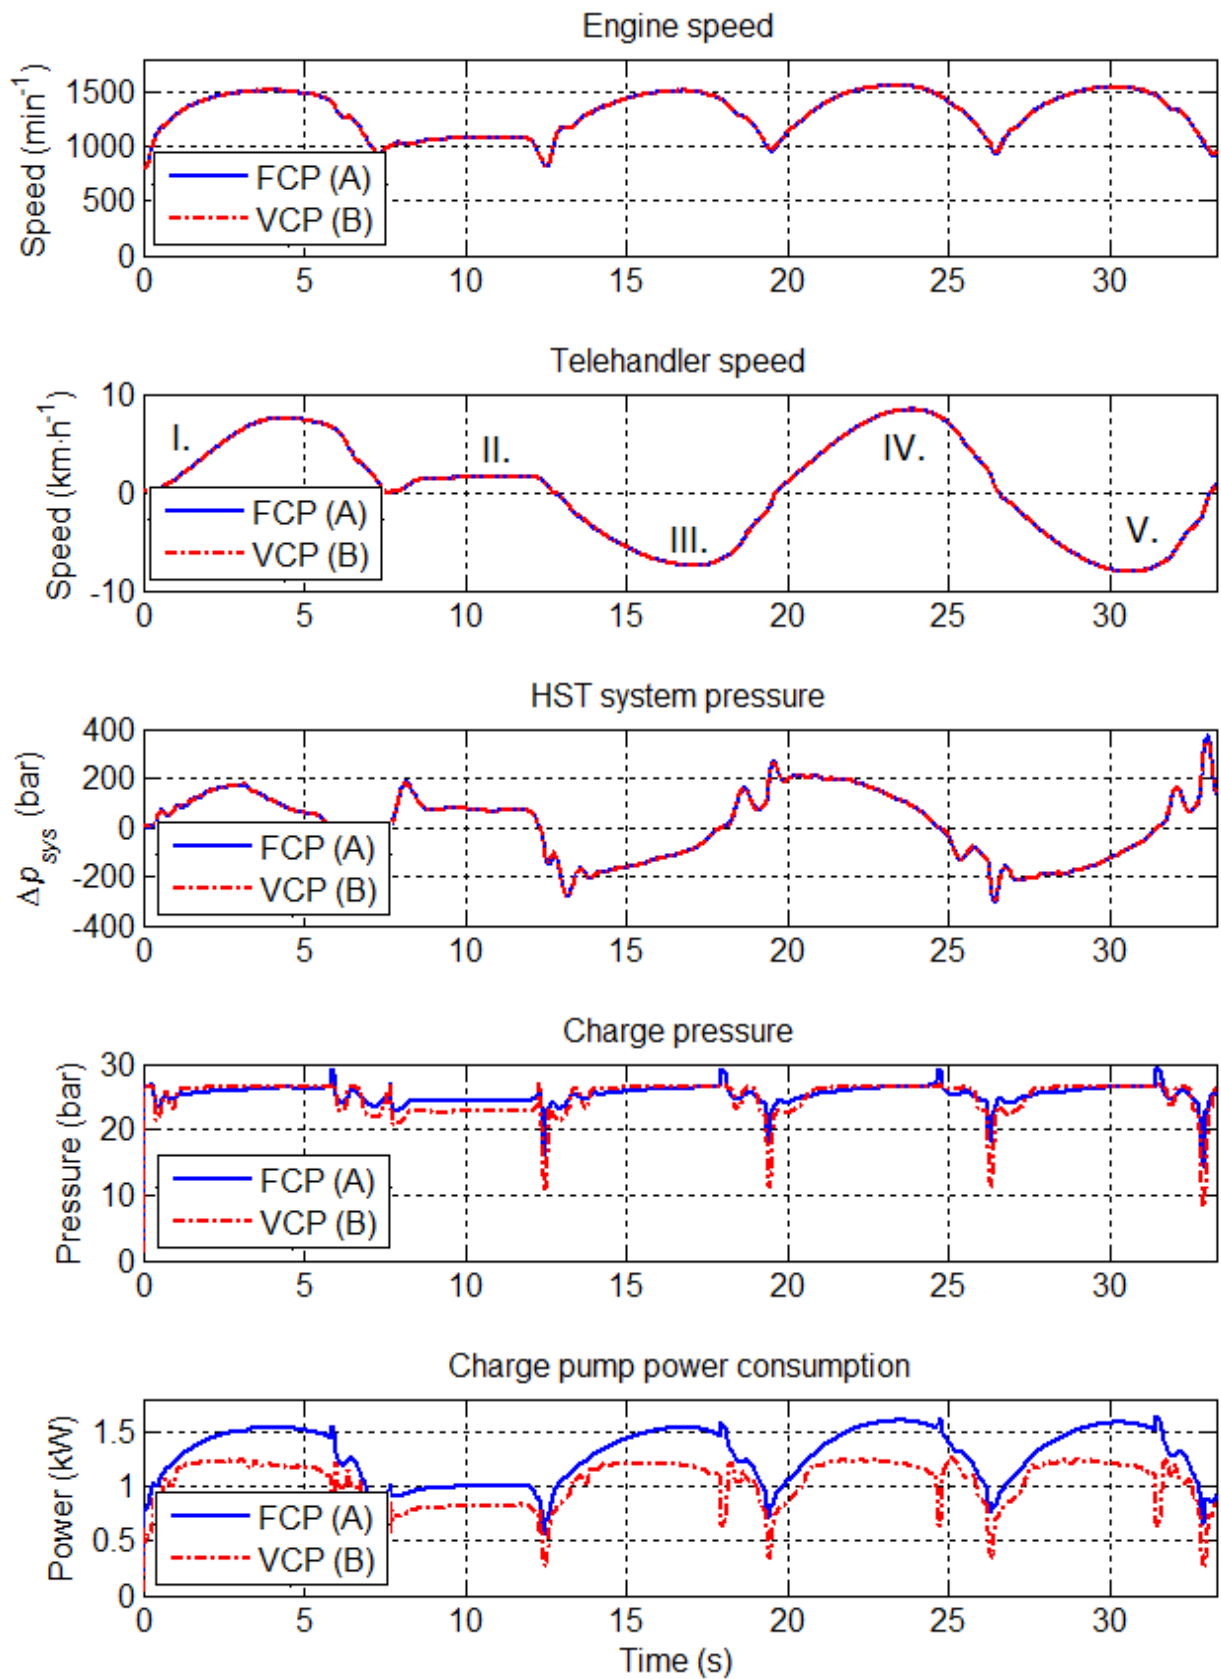 Engine speed
Speed (min⁻¹)
1500
1000
500
0
FCP (A)
VCP (B)
0 5 10 15 20 25 30
Telehandler speed
Speed (km·h⁻¹)
10
0
-10
I.
II.
III.
IV.
V.
FCP (A)
VCP (B)
0 5 10 15 20 25 30
HST system pressure
Δp_sys (bar)
400
200
0
-200
-400
FCP (A)
VCP (B)
0 5 10 15 20 25 30
Charge pressure
Pressure (bar)
30
20
10
0
FCP (A)
VCP (B)
0 5 10 15 20 25 30
Charge pump power consumption
Power (kW)
1.5
1
0.5
0
FCP (A)
VCP (B)
0 5 10 15 20 25 30
Time (s)